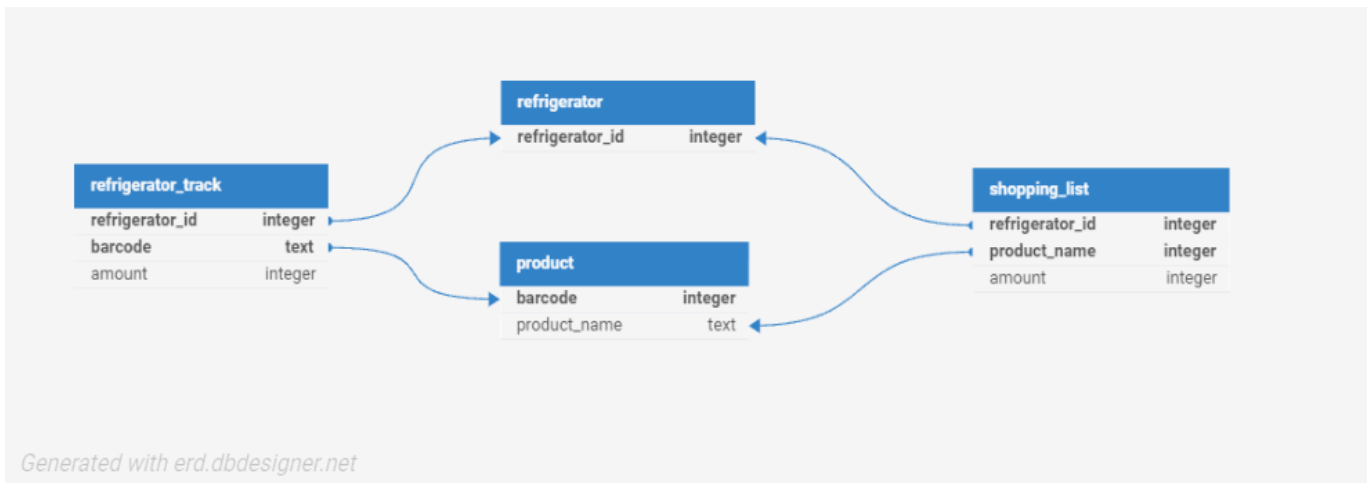 refrigerator
refrigerator_id integer
refrigerator_track
refrigerator_id integer
barcode text
amount integer
product
barcode integer
product_name text
shopping_list
refrigerator_id integer
product_name integer
amount integer
Generated with erd.dbdesigner.net